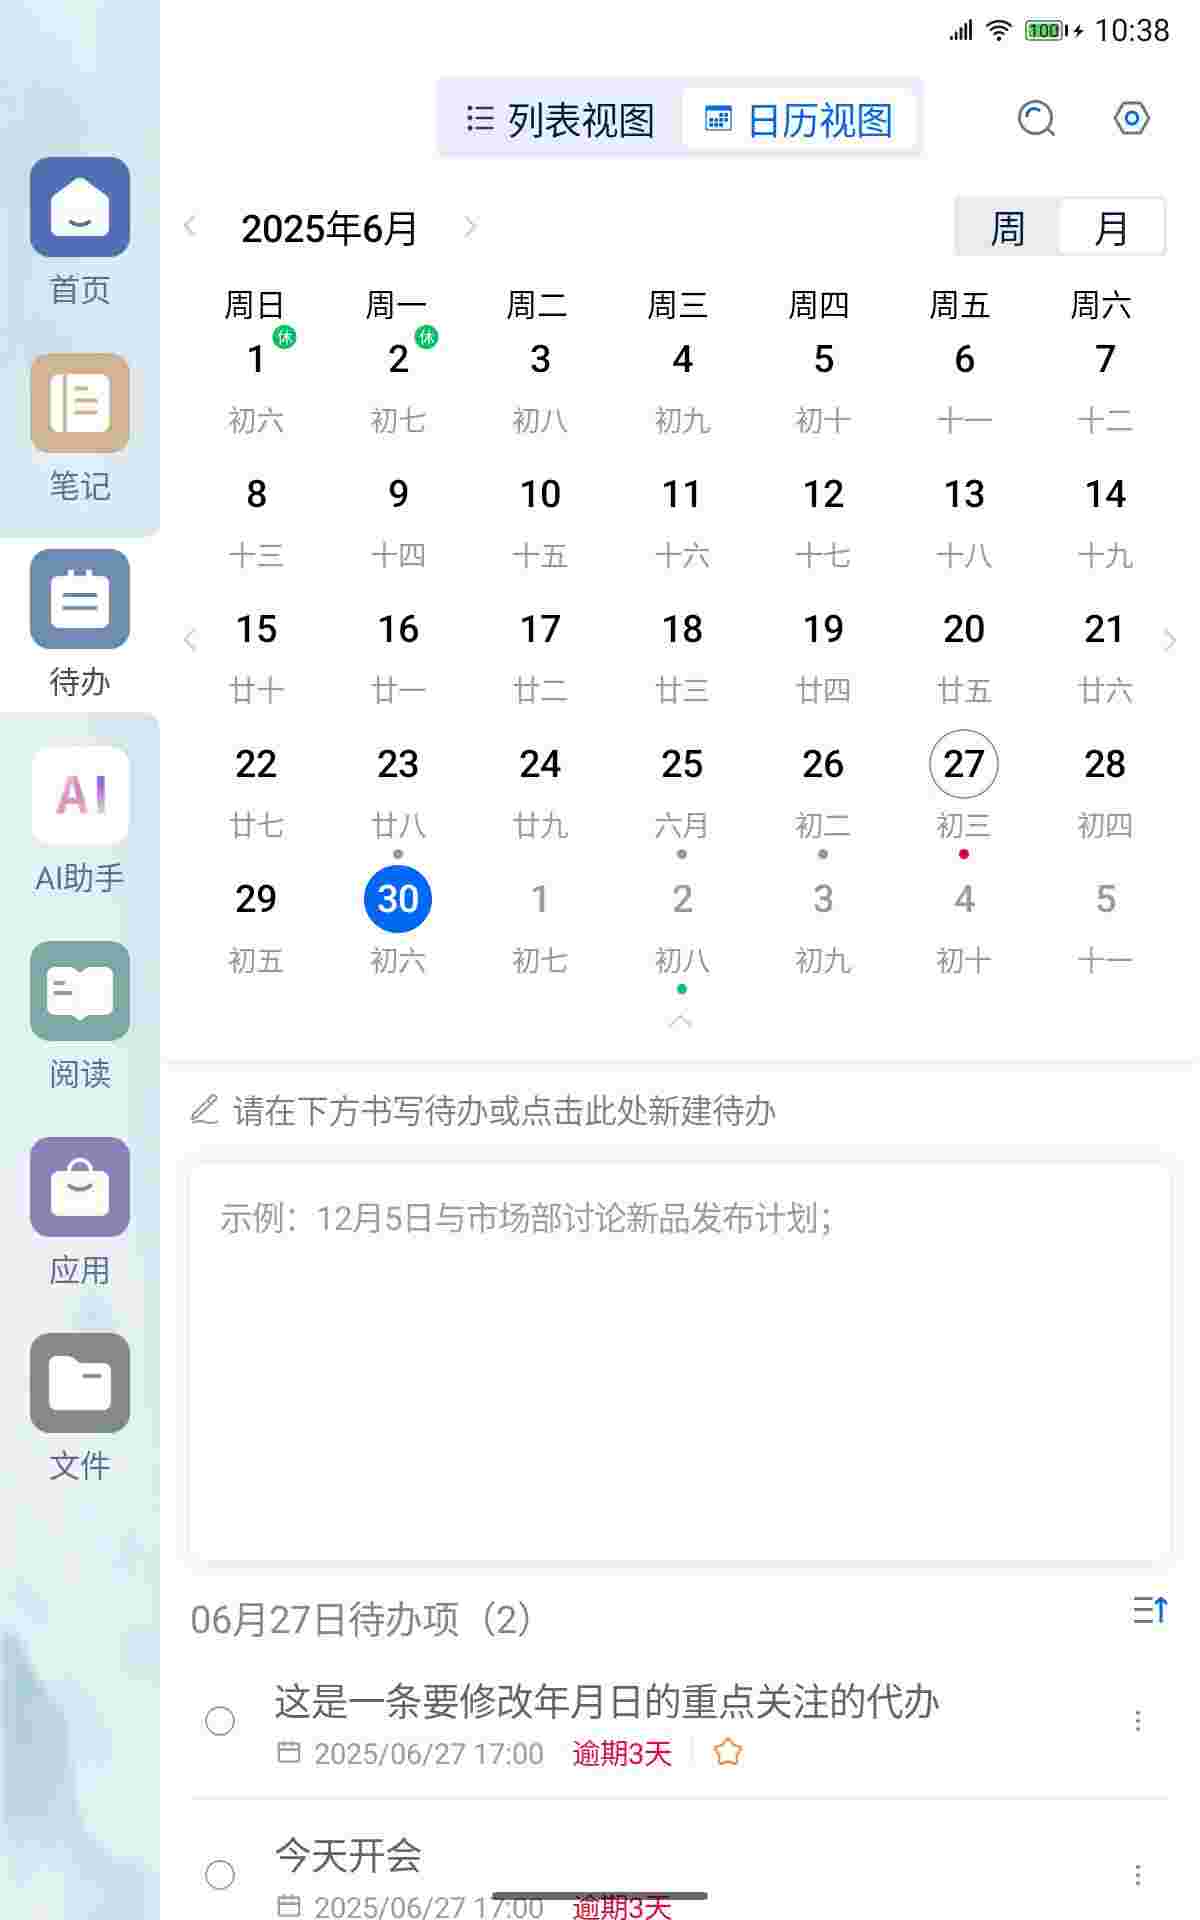 100 10:38
列表视图 日历视图
2025年6月 周 月
周日 周一 周二 周三 周四 周五 周六
休 休
1 2 3 4 5 6 7
初六 初七 初八 初九 初十 十一 十二
8 9 10 11 12 13 14
十三 十四 十五 十六 十七 十八 十九
15 16 17 18 19 20 21
廿十 廿一 廿二 廿三 廿四 廿五 廿六
22 23 24 25 26 27 28
廿七 廿八 廿九 六月 初二 初三 初四
29 30 1 2 3 4 5
初五 初六 初七 初八 初九 初十 十一
首页
笔记
待办
AI
AI助手
阅读
应用
文件
请在下方书写待办或点击此处新建待办
示例：12月5日与市场部讨论新品发布计划；
06月27日待办项（2）
这是一条要修改年月日的重点关注的代办
2025/06/27 17:00 逾期3天
今天开会
2025/06/27 17:00 逾期3天